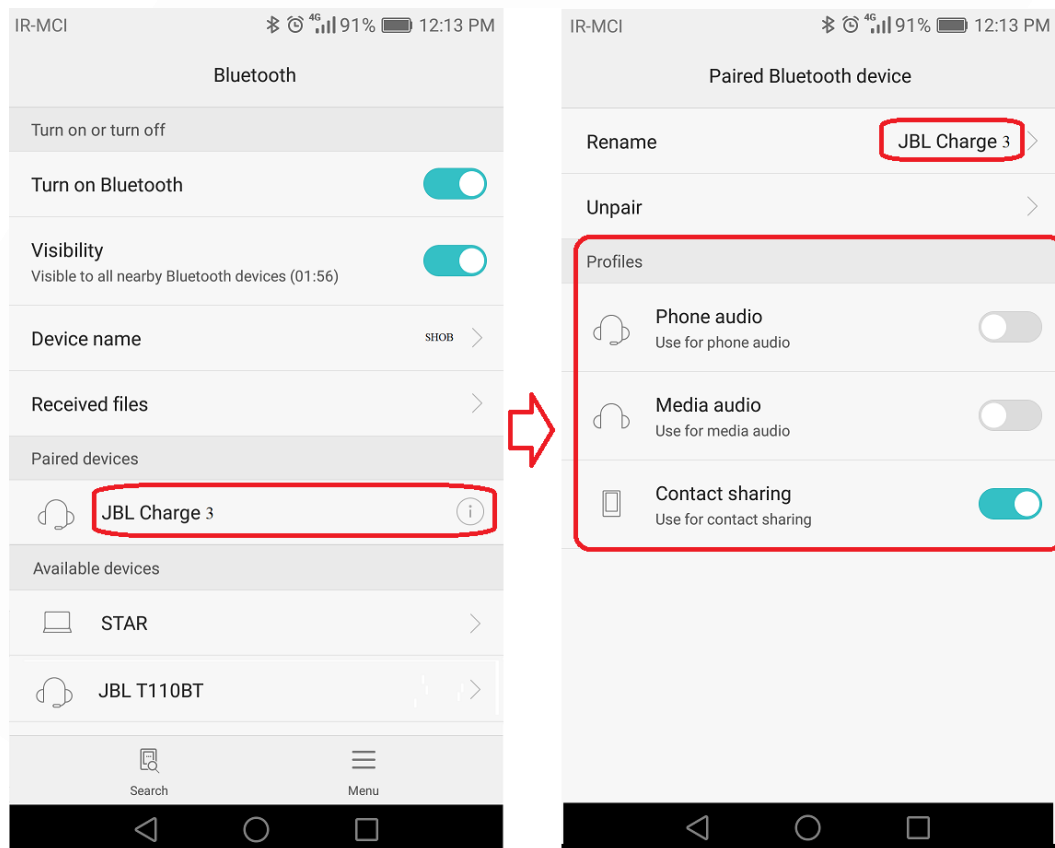 IR-MCI 4G 91% 12:13 PM
Bluetooth
Turn on or turn off
Turn on Bluetooth
Visibility
Visible to all nearby Bluetooth devices (01:56)
Device name SHOB
Received files
Paired devices
JBL Charge 3
Available devices
STAR
JBL T110BT
Search Menu
IR-MCI 4G 91% 12:13 PM
Paired Bluetooth device
Rename JBL Charge 3
Unpair
Profiles
Phone audio
Use for phone audio
Media audio
Use for media audio
Contact sharing
Use for contact sharing